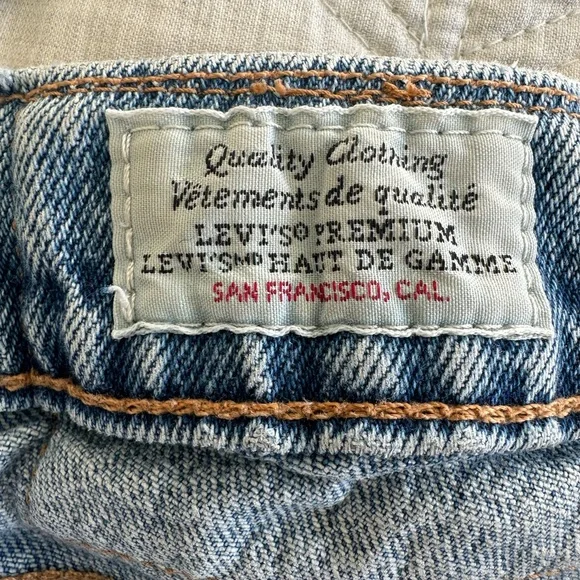 Quality Clothing
Vêtements de qualité
LEVI'S® PREMIUM
LEVI'S MD HAUT DE GAMME
SAN FRANCISCO, CAL.